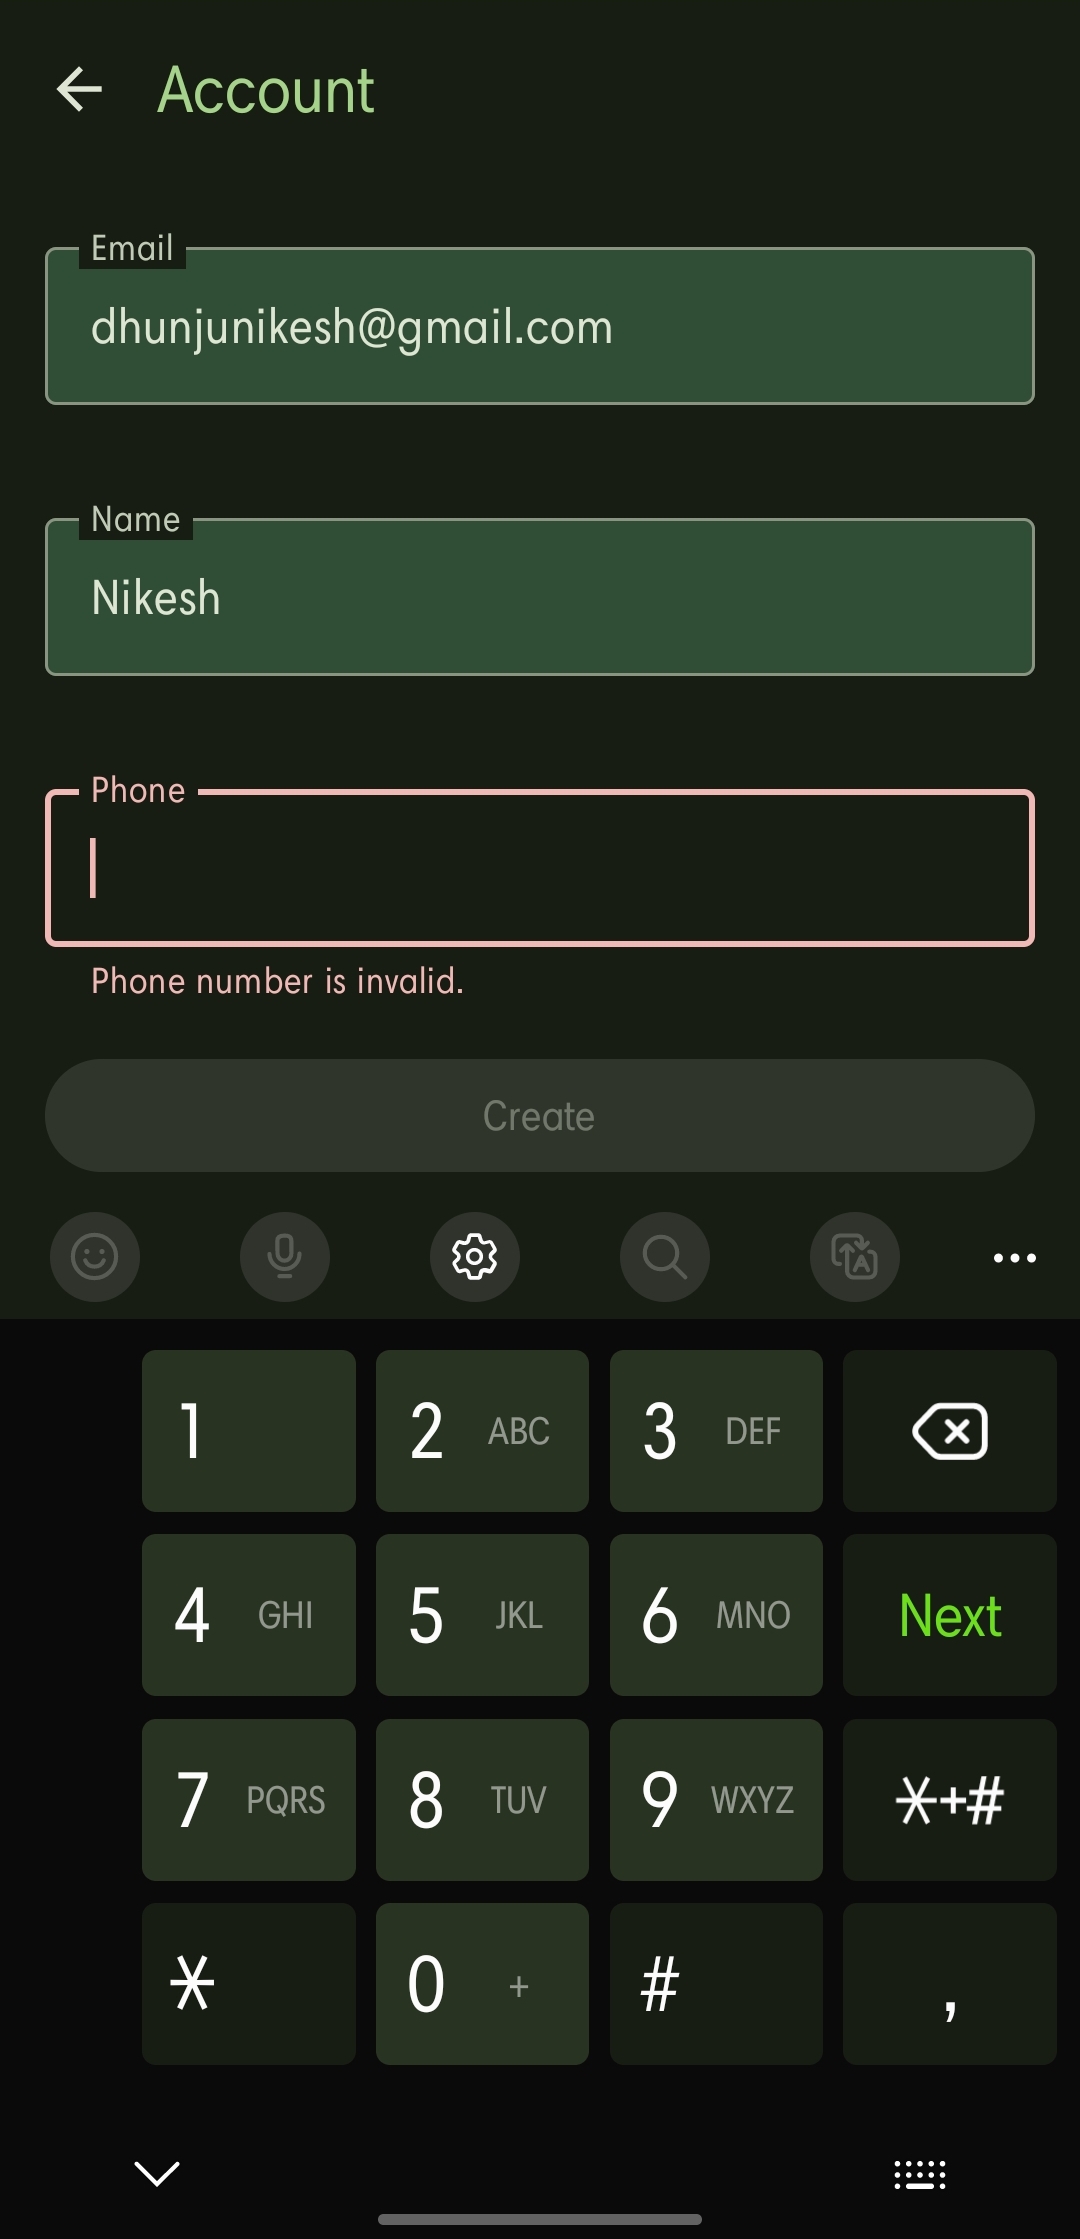 Account
Email
dhunjunikesh@gmail.com
Name
Nikesh
Phone
Phone number is invalid.
Create
1
2 ABC
3 DEF
4 GHI
5 JKL
6 MNO
Next
7 PQRS
8 TUV
9 WXYZ
*+#
*
0 +
#
,